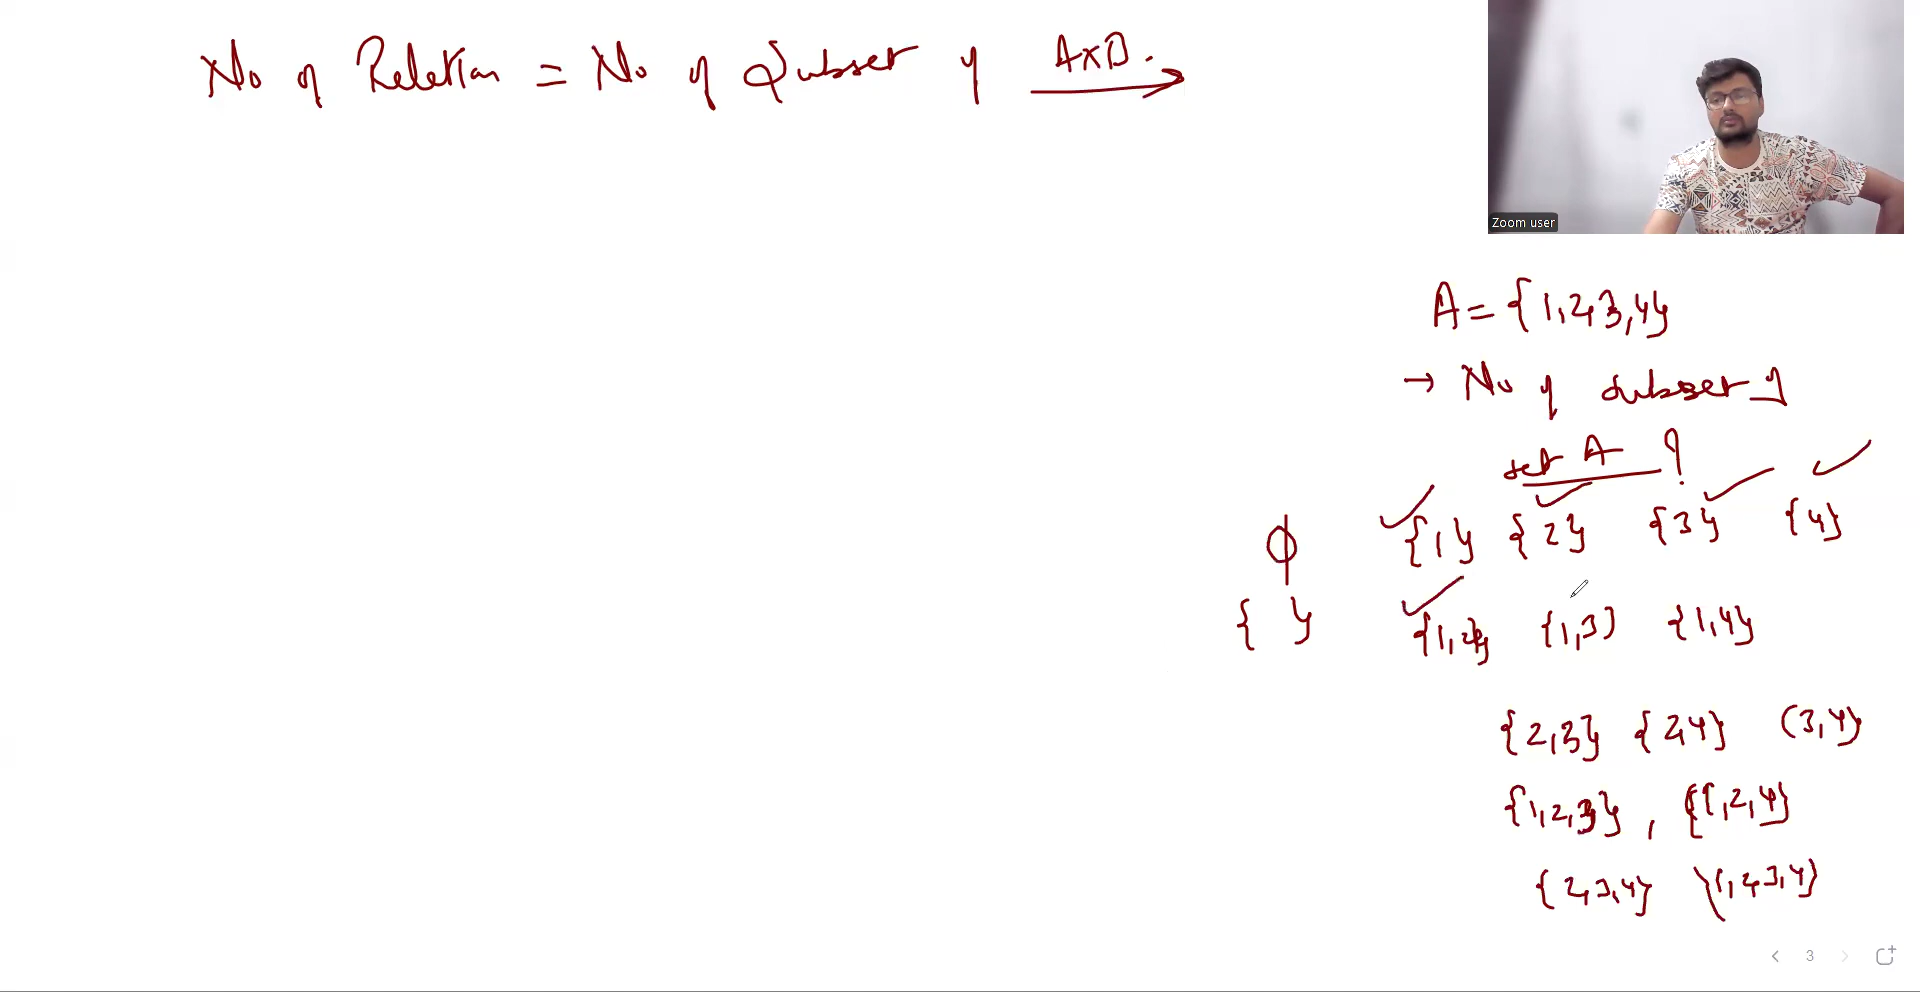 No of Relation = No of Subset of A×B.
Zoom user
A = {1,2,3,4}
→ No of subset of
set A ?
ϕ {1} {2} {3} {4}
{ } {1,2} {1,3} {1,4}
{2,3} {2,4} (3,4}
{1,2,3} , {1,2,4}
{2,3,4} {1,2,3,4}
3